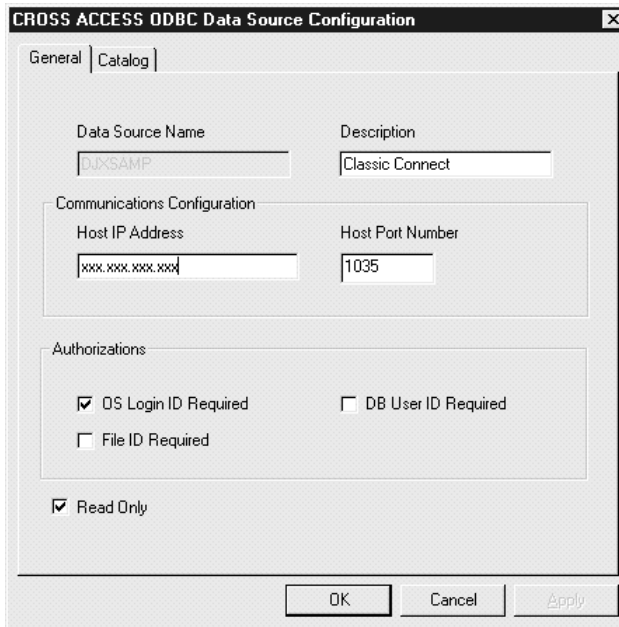 CROSS ACCESS ODBC Data Source Configuration
General Catalog
Data Source Name Description
DJXSAMP Classic Connect
Communications Configuration
Host IP Address Host Port Number
xxx.xxx.xxx.xxx 1035
Authorizations
OS Login ID Required DB User ID Required
File ID Required
Read Only
OK Cancel Apply